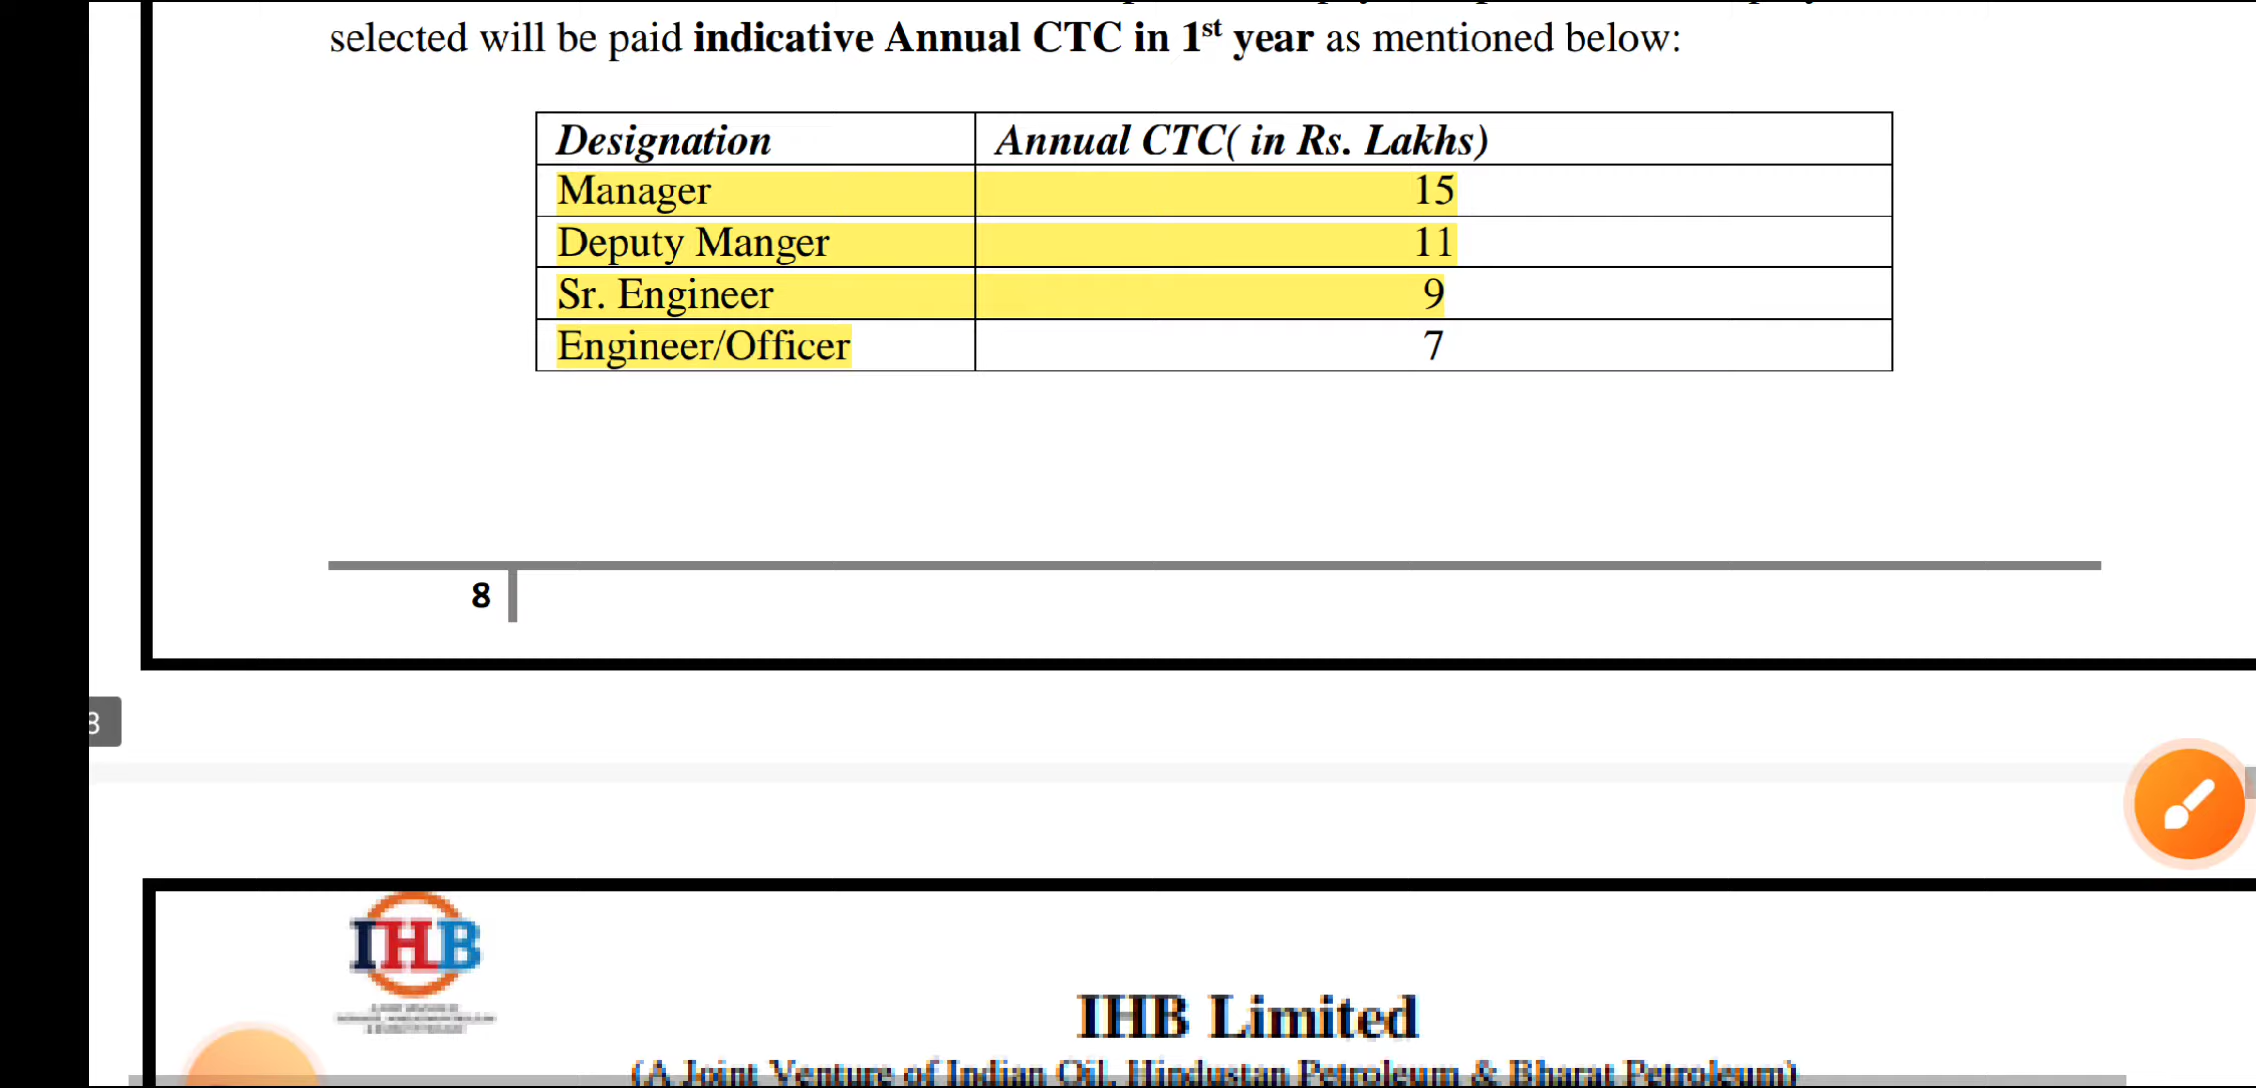 selected will be paid indicative Annual CTC in 1st year as mentioned below:
Designation Annual CTC( in Rs. Lakhs)
Manager 15
Deputy Manger 11
Sr. Engineer 9
Engineer/Officer 7
8
3
IHB
IHB Limited
(A Joint Venture of Indian Oil, Hindustan Petroleum & Bharat Petroleum)